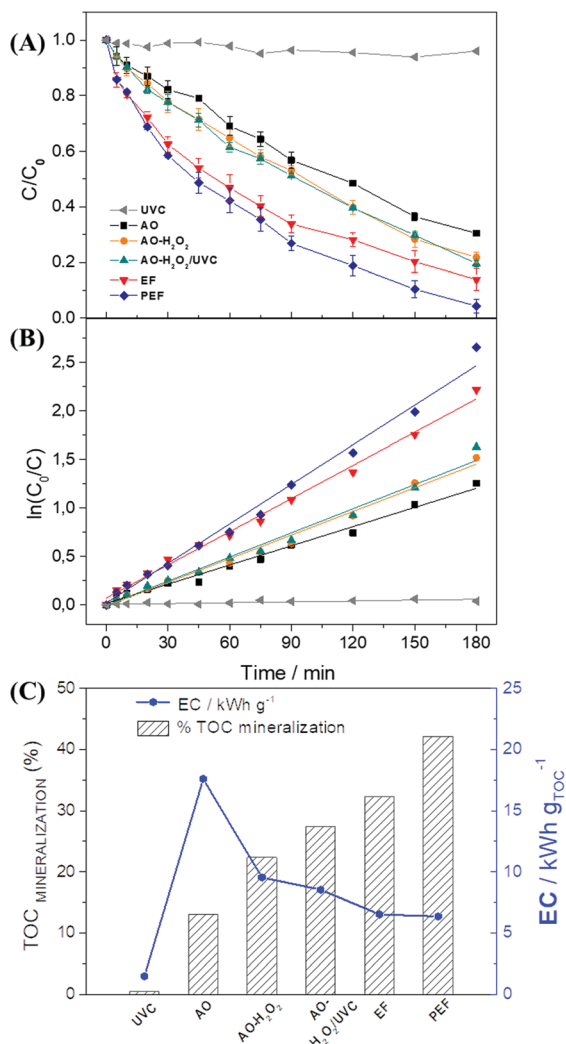 (A)
1.0
0.8
0.6
0.4
0.2
0.0
C/C₀
UVC
AO
AO-H₂O₂
AO-H₂O₂/UVC
EF
PEF
(B)
2,5
2,0
1,5
1,0
0,5
0,0
ln(C₀/C)
0 30 60 90 120 150 180
Time / min
(C)
50
40
30
20
10
0
TOC MINERALIZATION (%)
EC / kWh g⁻¹
% TOC mineralization
25
20
15
10
5
0
EC / kWh g_TOC⁻¹
UVC
AO
AO-H₂O₂
AO-
H₂O₂/UVC
EF
PEF